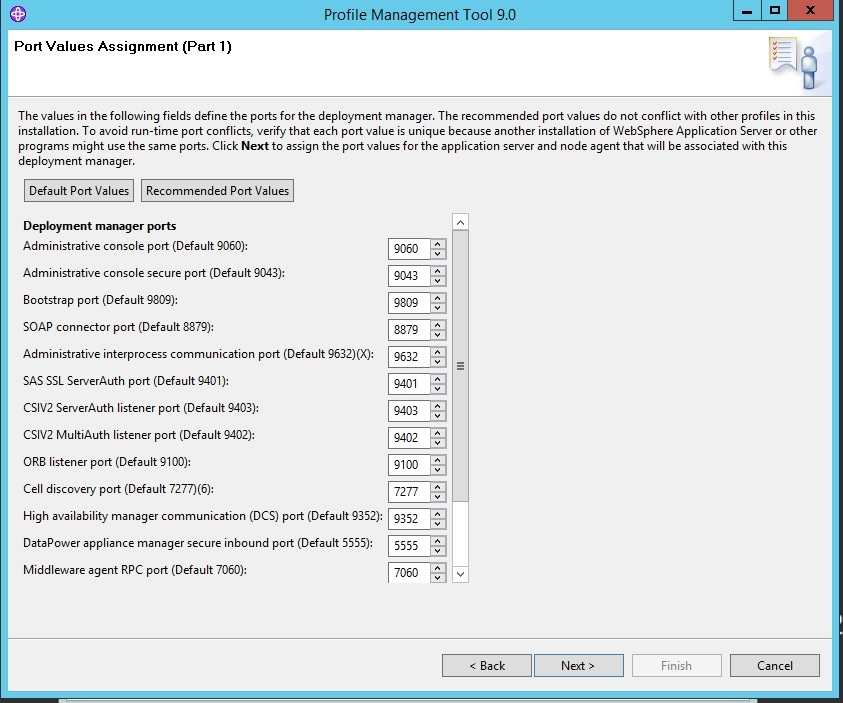 Profile Management Tool 9.0
Port Values Assignment (Part 1)
The values in the following fields define the ports for the deployment manager. The recommended port values do not conflict with other profiles in this
installation. To avoid run-time port conflicts, verify that each port value is unique because another installation of WebSphere Application Server or other
programs might use the same ports. Click Next to assign the port values for the application server and node agent that will be associated with this
deployment manager.
Default Port Values Recommended Port Values
Deployment manager ports
Administrative console port (Default 9060): 9060
Administrative console secure port (Default 9043): 9043
Bootstrap port (Default 9809): 9809
SOAP connector port (Default 8879): 8879
Administrative interprocess communication port (Default 9632)(X): 9632
SAS SSL ServerAuth port (Default 9401): 9401
CSIV2 ServerAuth listener port (Default 9403): 9403
CSIV2 MultiAuth listener port (Default 9402): 9402
ORB listener port (Default 9100): 9100
Cell discovery port (Default 7277)(6): 7277
High availability manager communication (DCS) port (Default 9352): 9352
DataPower appliance manager secure inbound port (Default 5555): 5555
Middleware agent RPC port (Default 7060): 7060
< Back Next > Finish Cancel